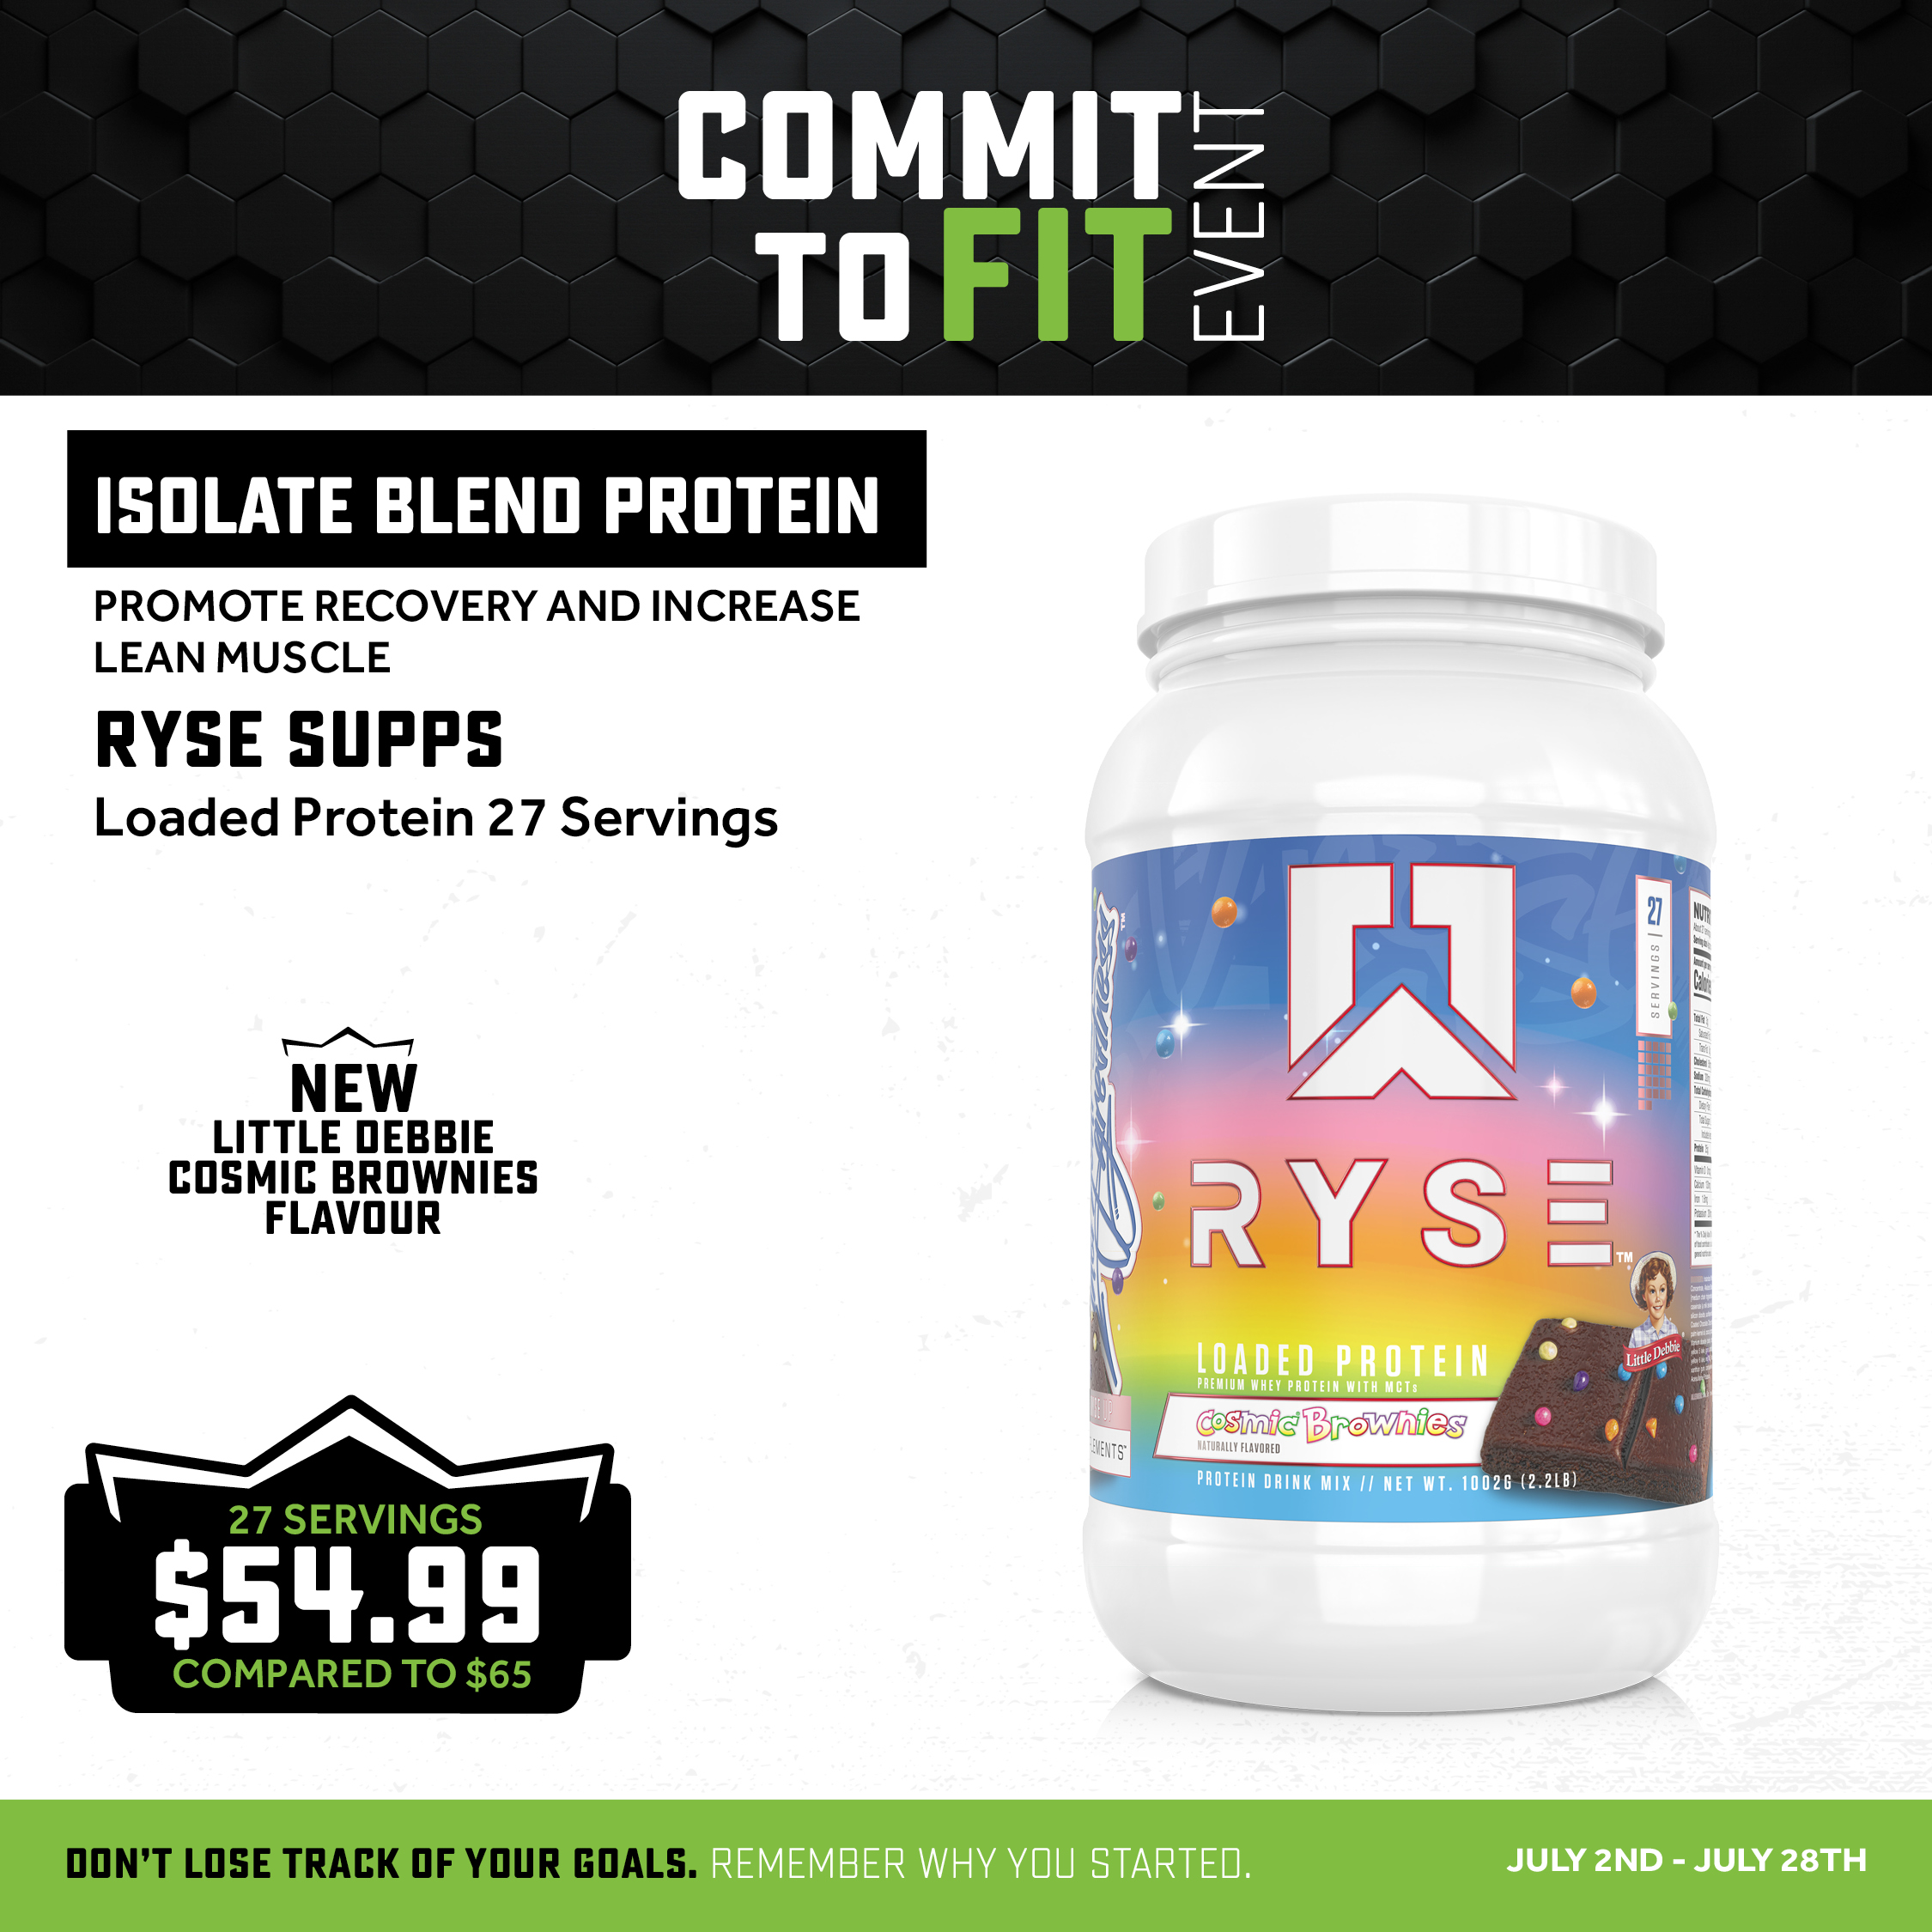 COMMIT
TO FIT
EVENT
ISOLATE BLEND PROTEIN
PROMOTE RECOVERY AND INCREASE
LEAN MUSCLE
RYSE SUPPS
Loaded Protein 27 Servings
NEW
LITTLE DEBBIE
COSMIC BROWNIES
FLAVOUR
27 SERVINGS
$54.99
COMPARED TO $65
27
SERVINGS
RYSE™
LOADED PROTEIN
PREMIUM WHEY PROTEIN WITH MCTs
Cosmic® Brownies
NATURALLY FLAVORED
Little Debbie
PROTEIN DRINK MIX // NET WT. 1002G (2.2LB)
DON'T LOSE TRACK OF YOUR GOALS. REMEMBER WHY YOU STARTED.
JULY 2ND - JULY 28TH